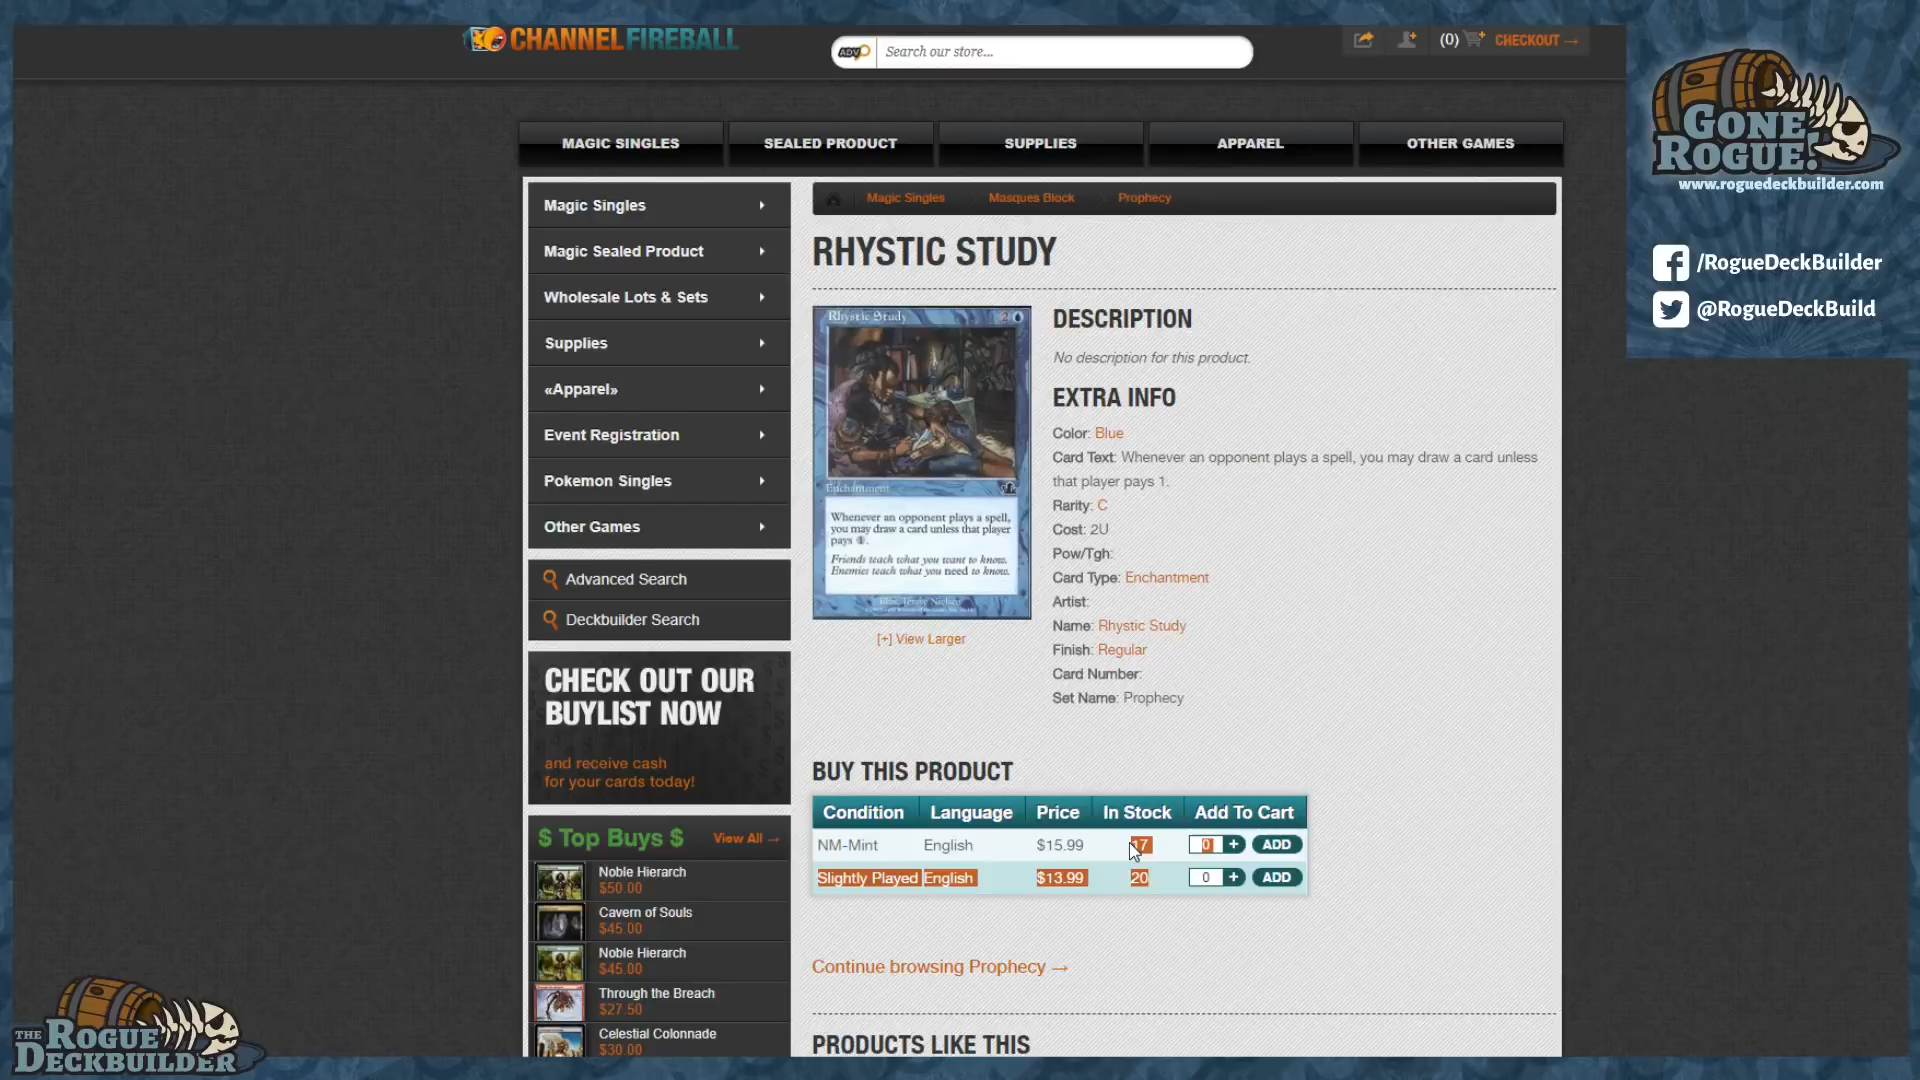 CHANNELFIREBALL
ADV Search our store...
(0) CHECKOUT →
GONE ROGUE!
www.roguedeckbuilder.com
/RogueDeckBuilder
@RogueDeckBuild
MAGIC SINGLES
SEALED PRODUCT
SUPPLIES
APPAREL
OTHER GAMES
Magic Singles
Magic Sealed Product
Wholesale Lots & Sets
Supplies
«Apparel»
Event Registration
Pokemon Singles
Other Games
Advanced Search
Deckbuilder Search
CHECK OUT OUR
BUYLIST NOW
and receive cash
for your cards today!
$ Top Buys $ View All →
Noble Hierarch
$50.00
Cavern of Souls
$45.00
Noble Hierarch
$45.00
Through the Breach
$27.50
Celestial Colonnade
$30.00
Magic Singles Masques Block Prophecy
RHYSTIC STUDY
Rhystic Study 2
Enchantment
Whenever an opponent plays a spell,
you may draw a card unless that player
pays 1.
Friends teach what you want to know.
Enemies teach what you need to know.
[+] View Larger
DESCRIPTION
No description for this product.
EXTRA INFO
Color: Blue
Card Text: Whenever an opponent plays a spell, you may draw a card unless
that player pays 1.
Rarity: C
Cost: 2U
Pow/Tgh:
Card Type: Enchantment
Artist:
Name: Rhystic Study
Finish: Regular
Card Number:
Set Name: Prophecy
BUY THIS PRODUCT
Condition Language Price In Stock Add To Cart
NM-Mint English $15.99 17 0 + ADD
Slightly Played English $13.99 20 0 + ADD
Continue browsing Prophecy →
PRODUCTS LIKE THIS
THE ROGUE
DECKBUILDER